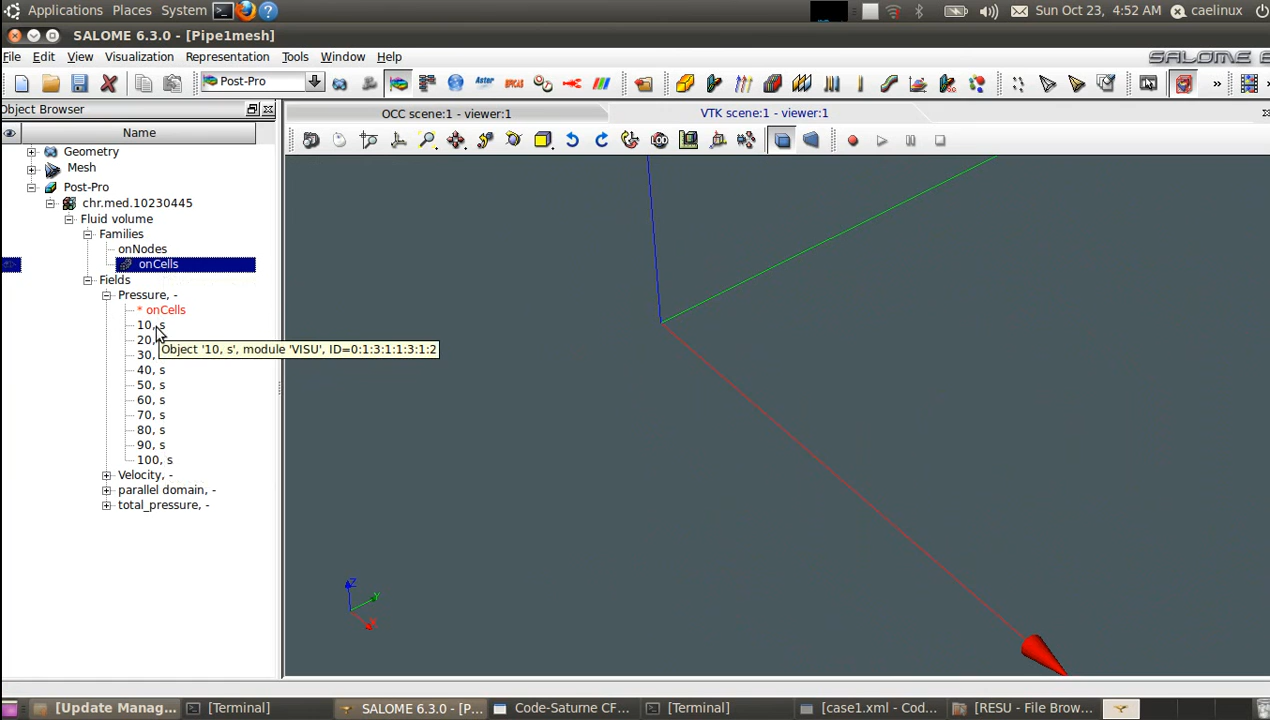 Applications Places System Sun Oct 23, 4:52 AM caelinux
SALOME 6.3.0 - [Pipe1mesh]
File Edit View Visualization Representation Tools Window Help SALOME
Post-Pro
Object Browser
OCC scene:1 - viewer:1 VTK scene:1 - viewer:1
Name
Geometry
Mesh
Post-Pro
chr.med.10230445
Fluid volume
Families
onNodes
onCells
Fields
Pressure, -
* onCells
10, s
20,
Object '10, s', module 'VISU', ID=0:1:3:1:1:3:1:2
30,
40, s
50, s
60, s
70, s
80, s
90, s
100, s
Velocity, -
parallel domain, -
total_pressure, -
Z
Y
X
[Update Manag... [Terminal] SALOME 6.3.0 - [P... Code-Saturne CF... [Terminal] [case1.xml - Cod... [RESU - File Brow...